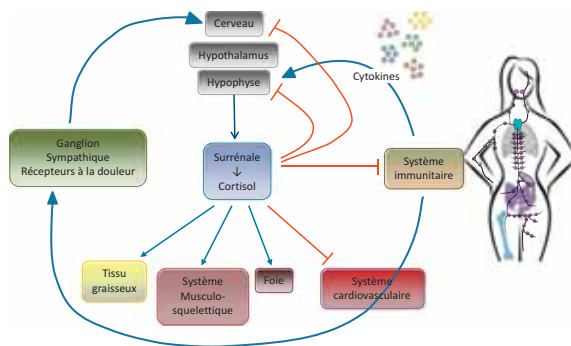 Cerveau
Hypothalamus
Hypophyse
Cytokines
Ganglion
Sympathique
Récepteurs à la douleur
Surrénale
↓
Cortisol
Système
immunitaire
Tissu
graisseux
Système
Musculo-
squelettique
Foie
Système
cardiovasculaire